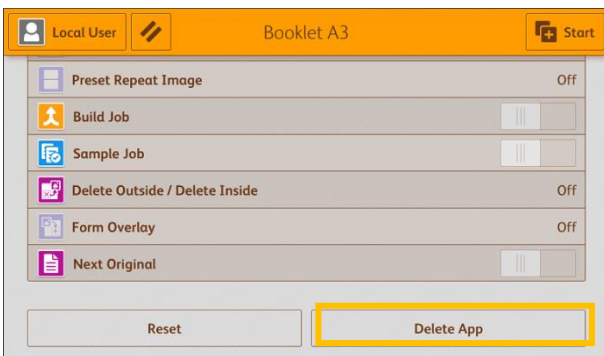 Local User
Booklet A3
Start
Preset Repeat Image Off
Build Job
Sample Job
Delete Outside / Delete Inside Off
Form Overlay Off
Next Original
Reset
Delete App